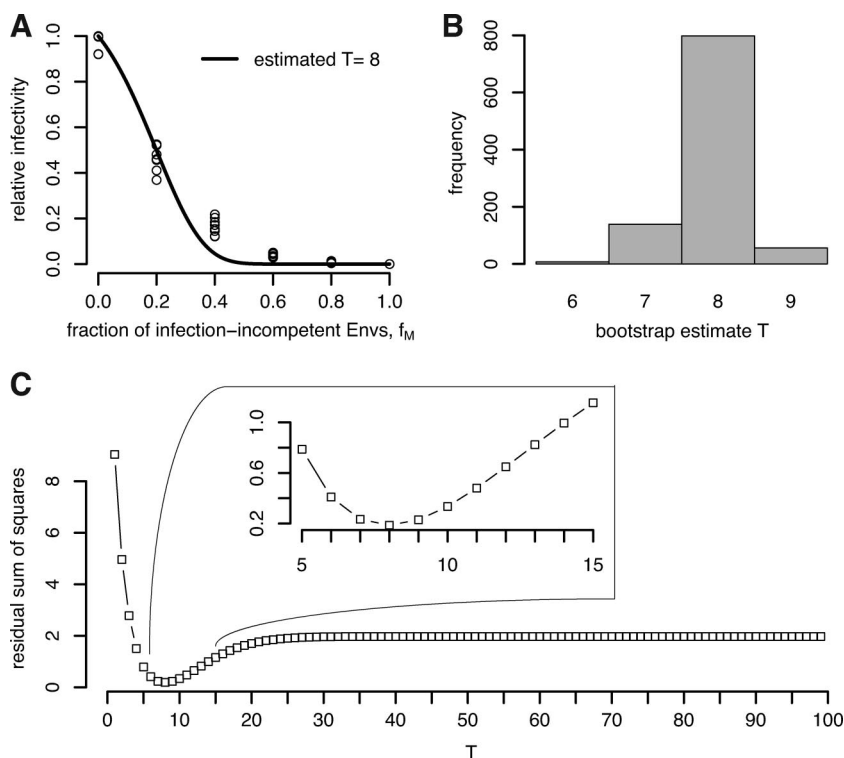 A
relative infectivity
1.0
0.8
0.6
0.4
0.2
0.0
estimated T= 8
0.0 0.2 0.4 0.6 0.8 1.0
fraction of infection−incompetent Envs, fM
B
frequency
800
600
400
200
0
6 7 8 9
bootstrap estimate T
C
residual sum of squares
8
6
4
2
0
1.0
0.6
0.2
5 10 15
0 10 20 30 40 50 60 70 80 90 100
T